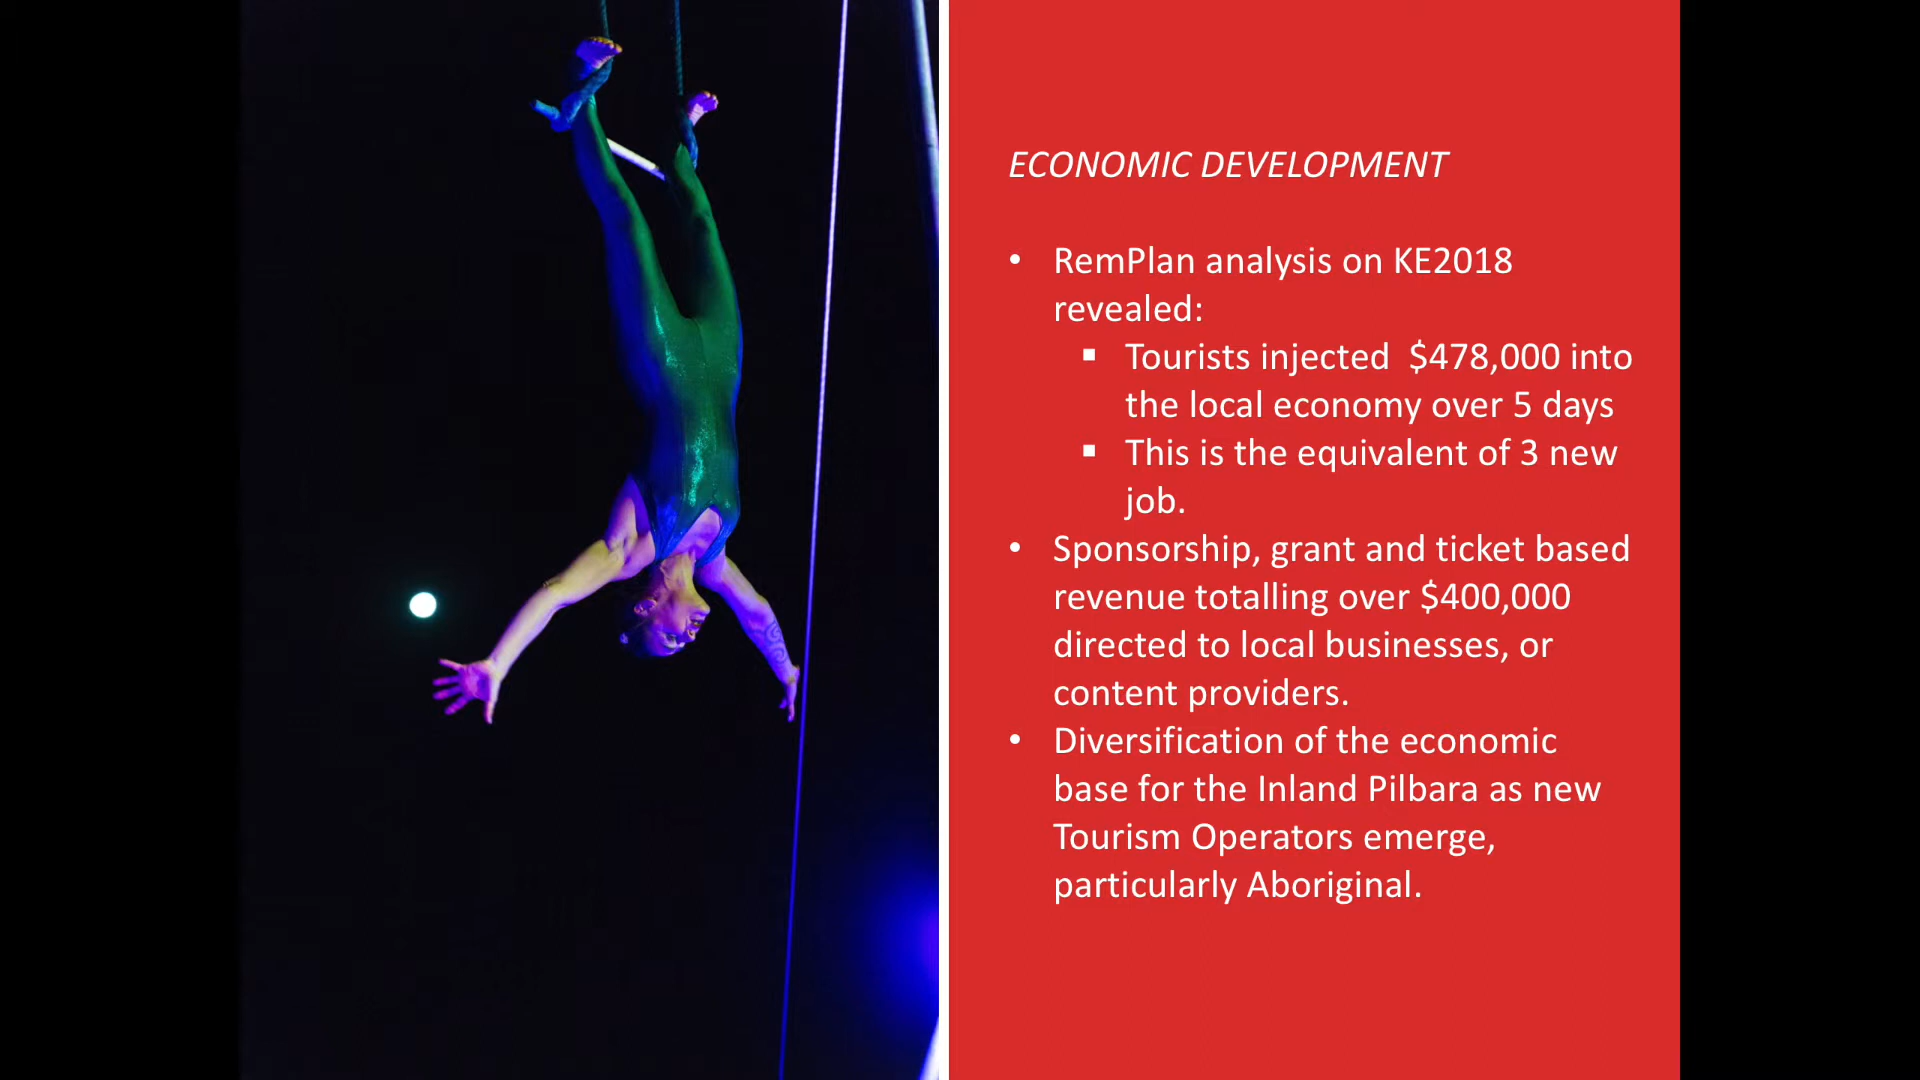 ECONOMIC DEVELOPMENT
• RemPlan analysis on KE2018
revealed:
▪ Tourists injected  $478,000 into
the local economy over 5 days
▪ This is the equivalent of 3 new
job.
• Sponsorship, grant and ticket based
revenue totalling over $400,000
directed to local businesses, or
content providers.
• Diversification of the economic
base for the Inland Pilbara as new
Tourism Operators emerge,
particularly Aboriginal.